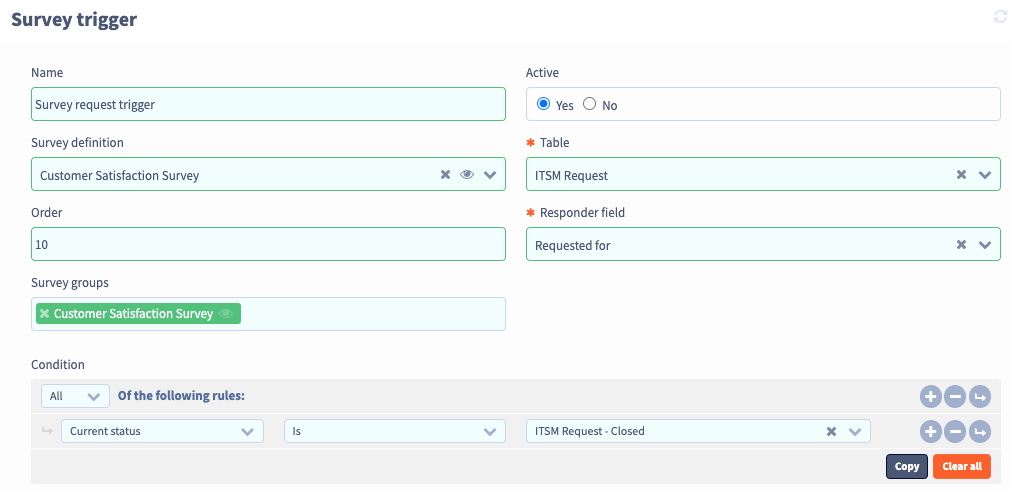 Survey trigger
Name
Active
Survey request trigger
Yes No
Survey definition
* Table
Customer Satisfaction Survey
ITSM Request
Order
* Responder field
10
Requested for
Survey groups
Customer Satisfaction Survey
Condition
All Of the following rules:
Current status Is ITSM Request - Closed
Copy Clear all